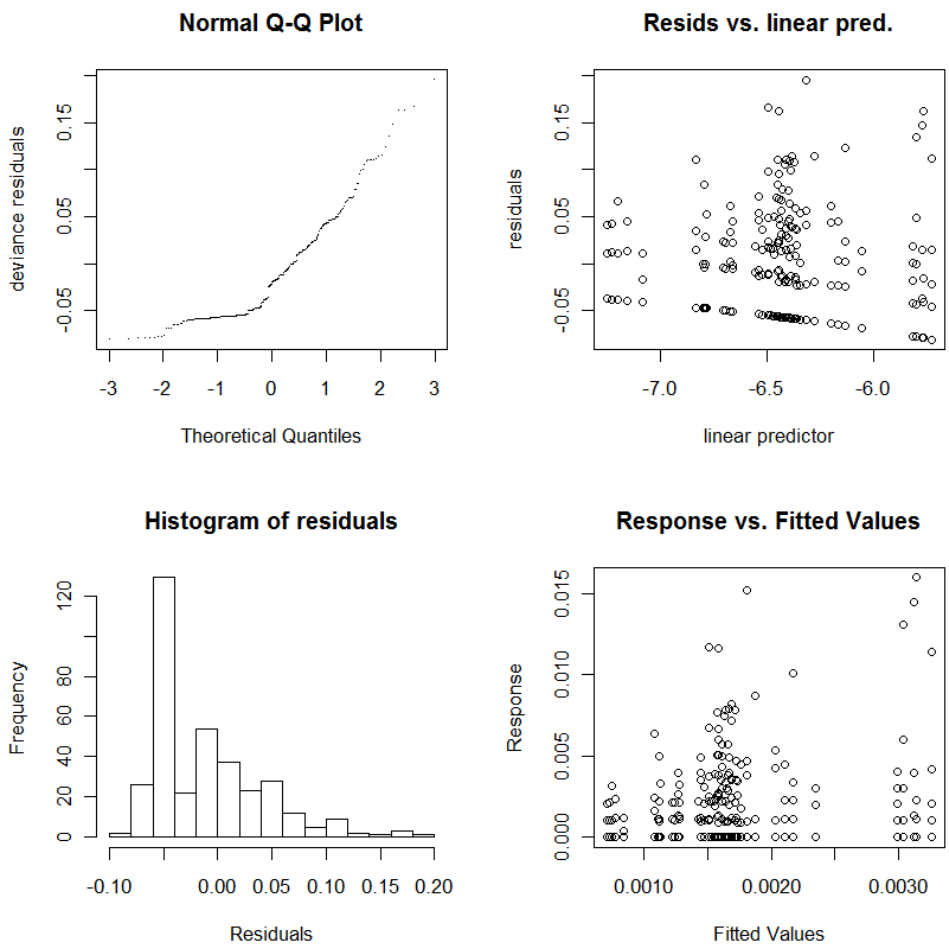 Normal Q-Q Plot
deviance residuals
-0.05 0.05 0.15
-3 -2 -1 0 1 2 3
Theoretical Quantiles
Resids vs. linear pred.
residuals
-0.05 0.05 0.15
-7.0 -6.5 -6.0
linear predictor
Histogram of residuals
Frequency
0 20 40 60 80 120
-0.10 0.00 0.05 0.10 0.15 0.20
Residuals
Response vs. Fitted Values
Response
0.000 0.005 0.010 0.015
0.0010 0.0020 0.0030
Fitted Values